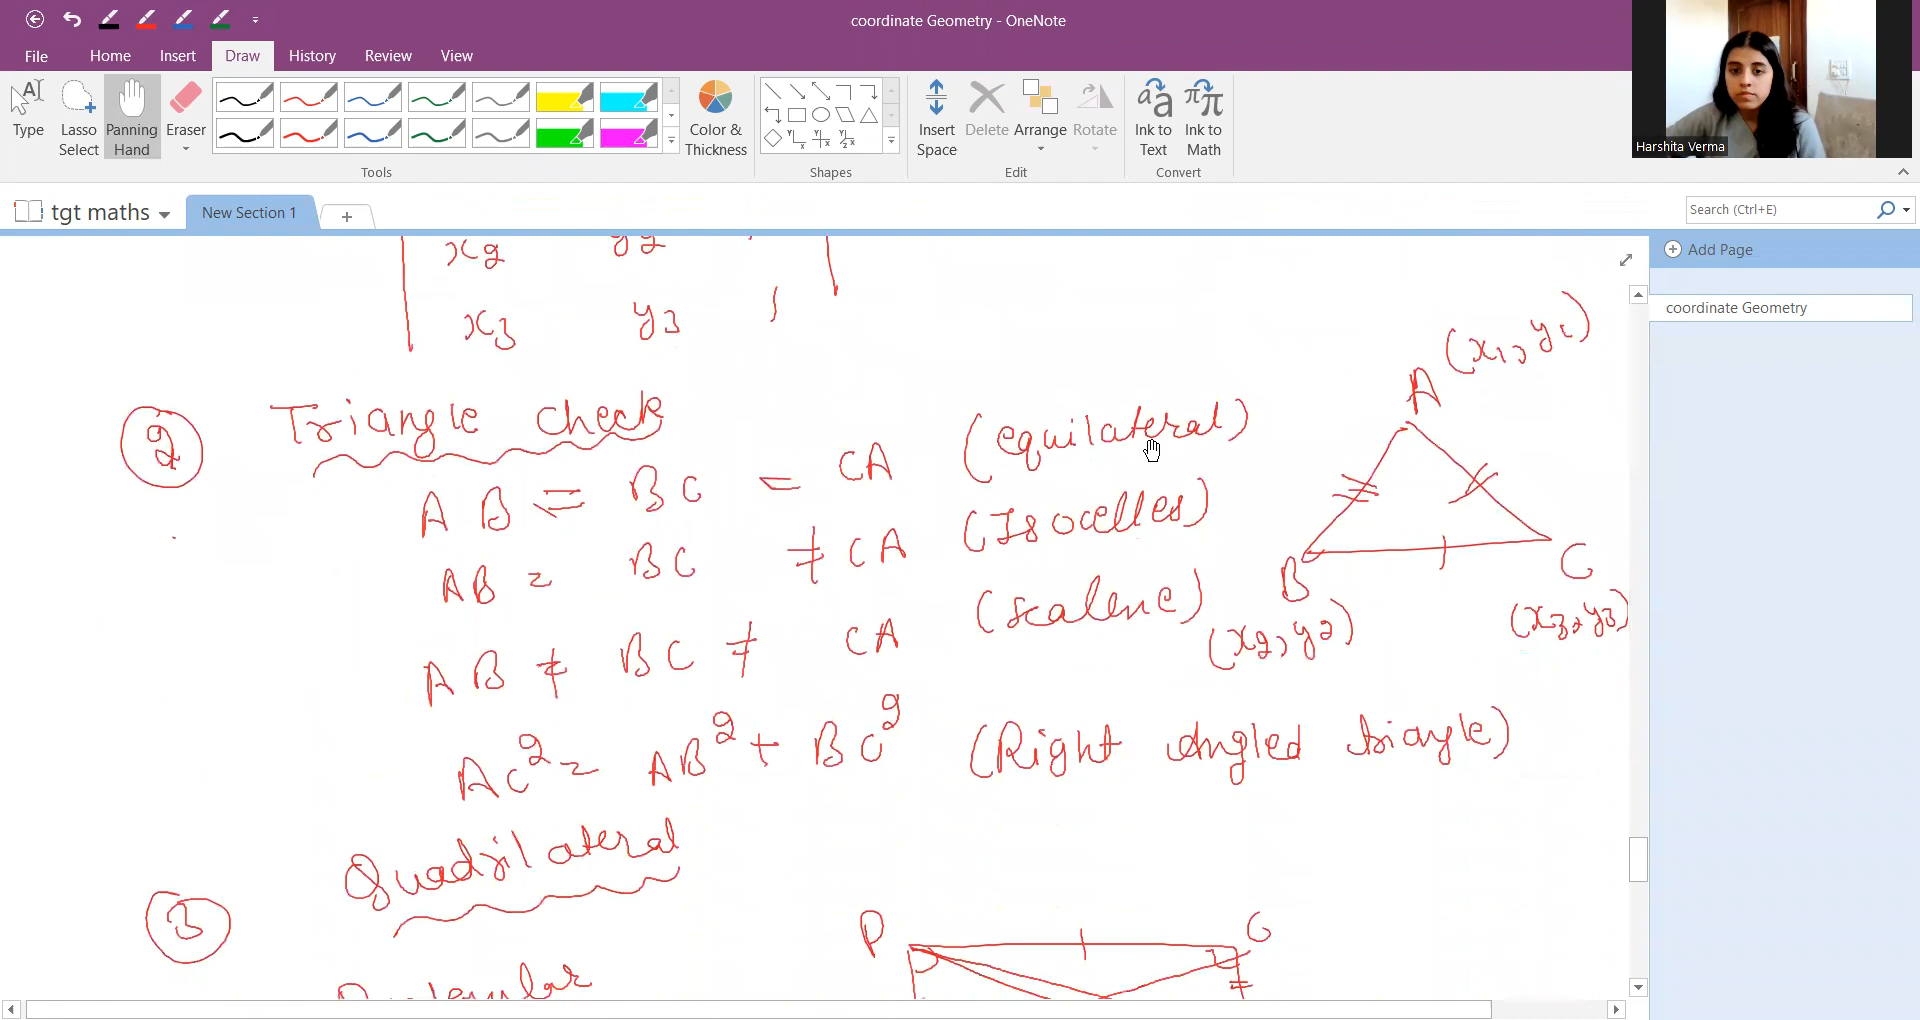 coordinate Geometry - OneNote
File Home Insert Draw History Review View
Type
Lasso Select
Panning Hand
Eraser
Color & Thickness
Insert Space
Delete
Arrange
Rotate
Ink to Text
Ink to Math
Tools Shapes Edit Convert
Harshita Verma
tgt maths
New Section 1
+
Search (Ctrl+E)
Add Page
coordinate Geometry
x2 y2
x3 y3 1
A (x1, y1)
2 Triangle check
AB = BC = CA (equilateral)
AB = BC ≠ CA (Isocelles)
AB ≠ BC ≠ CA (scalene)
B C
(x2, y2) (x3, y3)
AC² = AB² + BC² (Right Angled triangle)
3 Quadrilateral